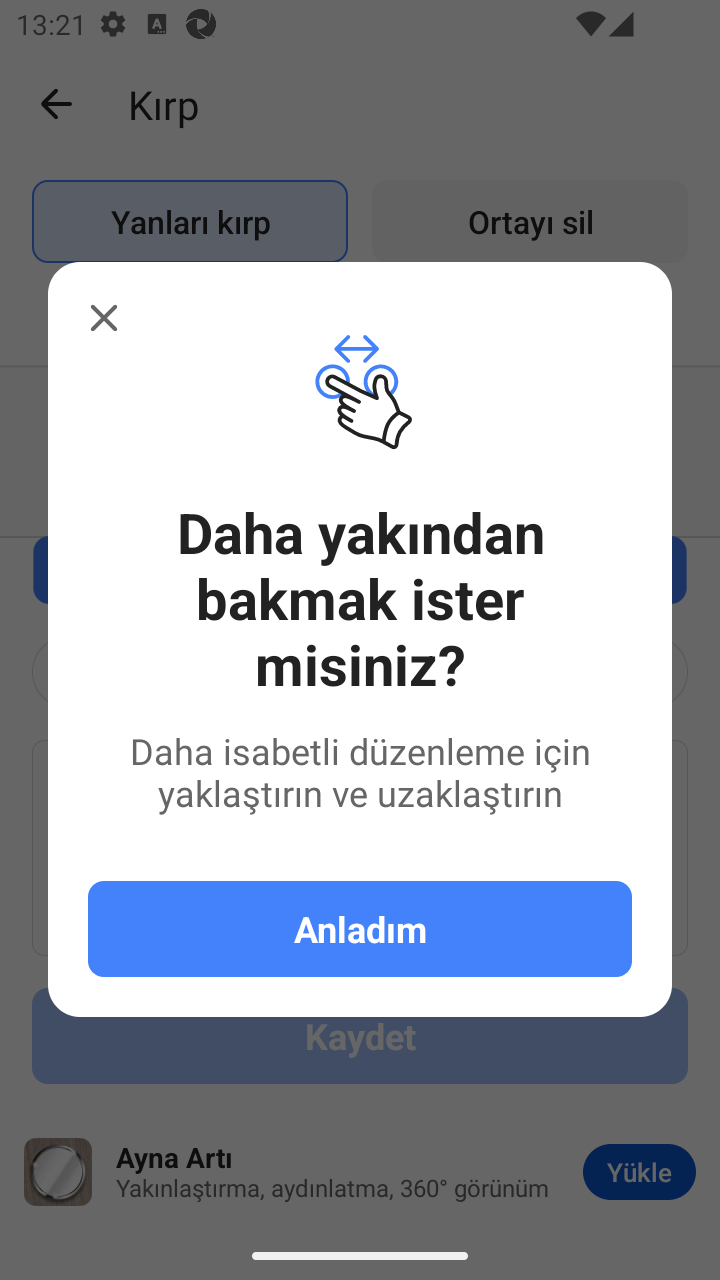 13:21
Kırp
Yanları kırp
Ortayı sil
Daha yakından
bakmak ister
misiniz?
Daha isabetli düzenleme için
yaklaştırın ve uzaklaştırın
Anladım
Kaydet
Ayna Artı
Yakınlaştırma, aydınlatma, 360° görünüm
Yükle